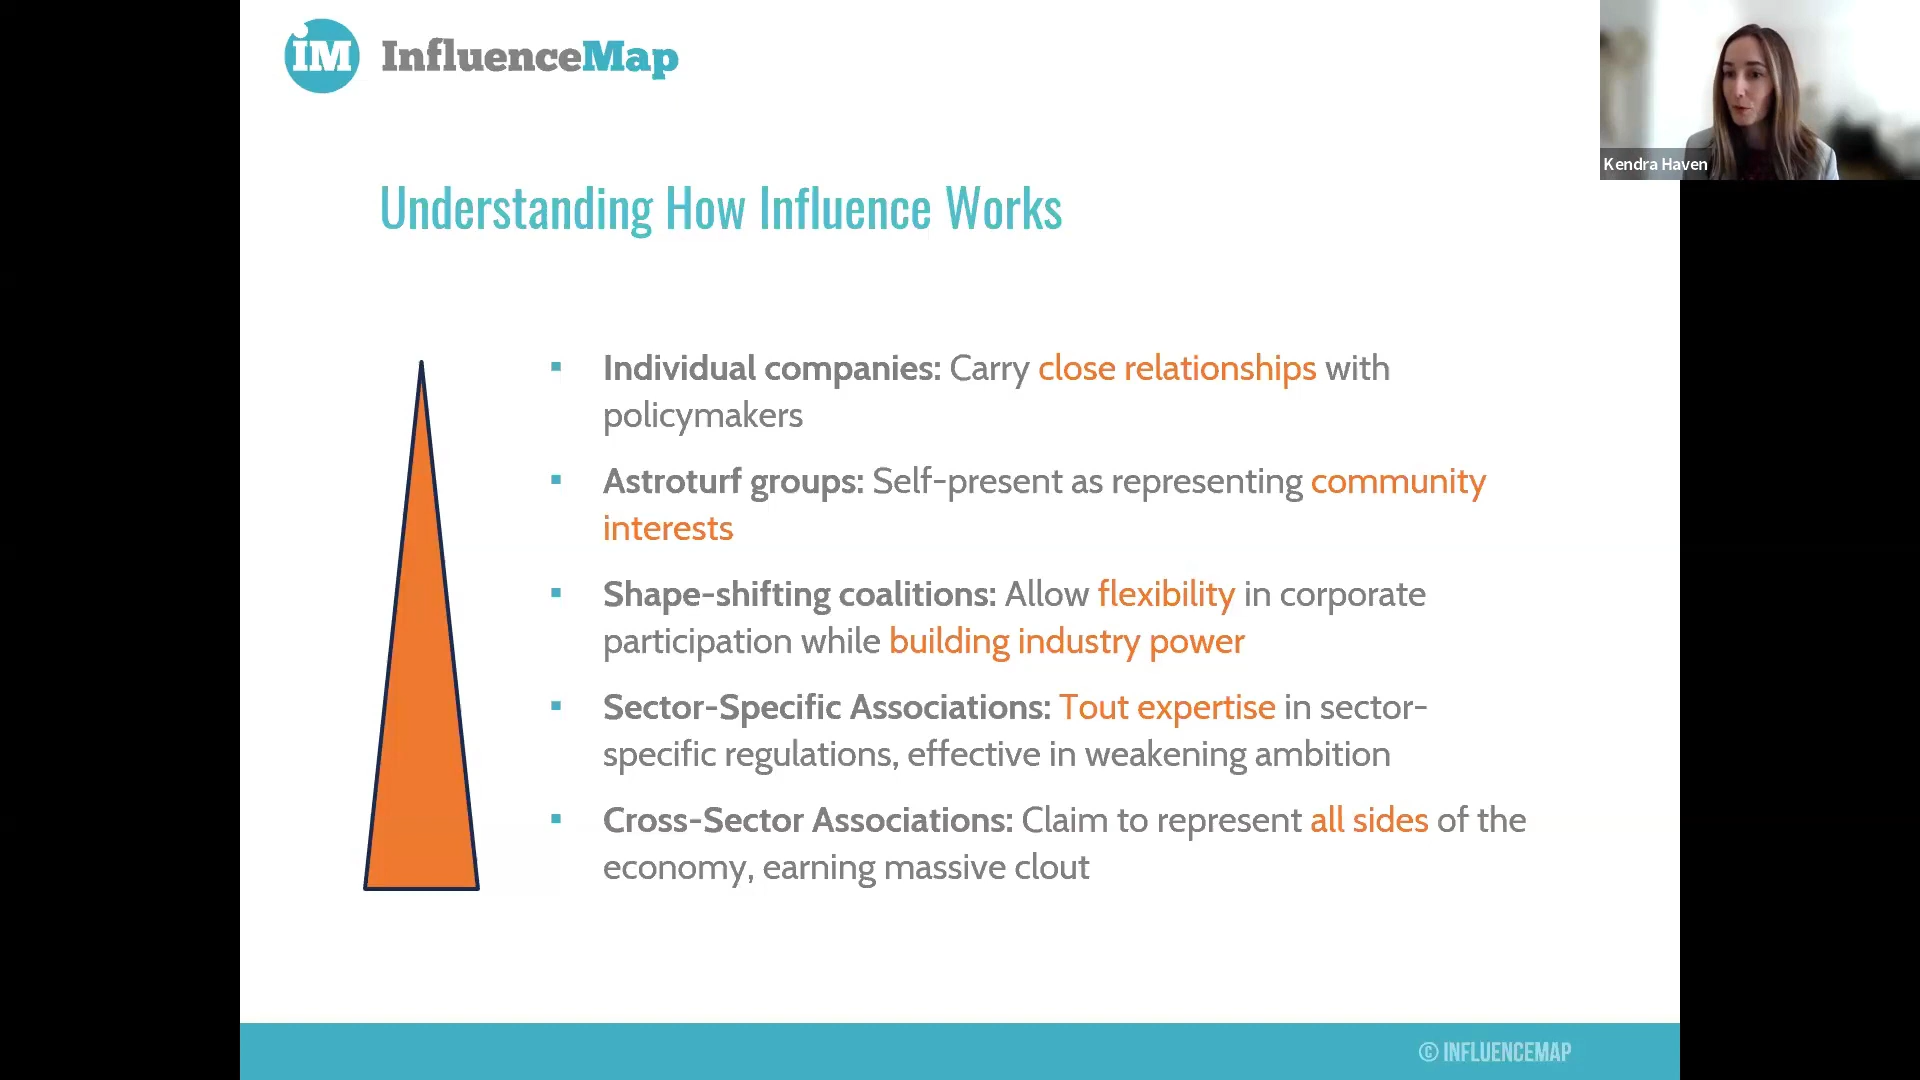 iM InfluenceMap
Kendra Haven
Understanding How Influence Works
▪ Individual companies: Carry close relationships with
policymakers
▪ Astroturf groups: Self-present as representing community
interests
▪ Shape-shifting coalitions: Allow flexibility in corporate
participation while building industry power
▪ Sector-Specific Associations: Tout expertise in sector-
specific regulations, effective in weakening ambition
▪ Cross-Sector Associations: Claim to represent all sides of the
economy, earning massive clout
© INFLUENCEMAP